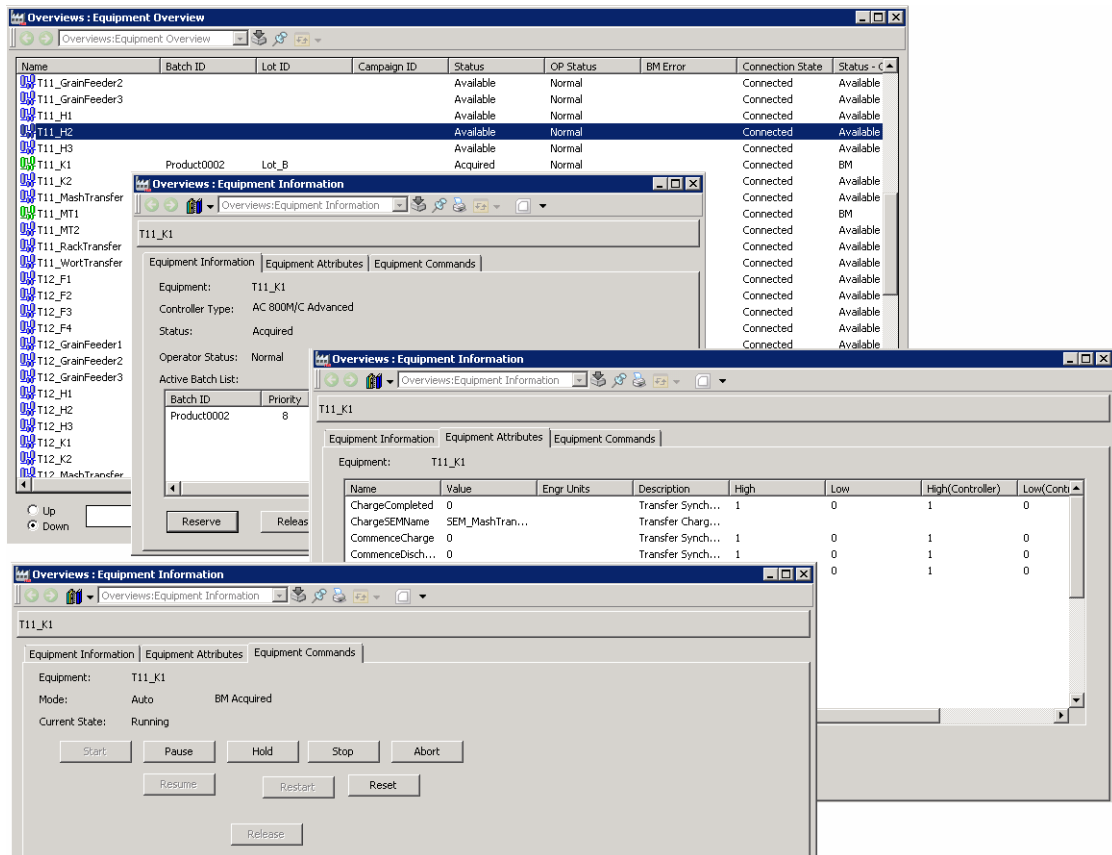 Overviews : Equipment Overview
Overviews:Equipment Overview
Name Batch ID Lot ID Campaign ID Status OP Status BM Error Connection State
T11_GrainFeeder2 Available Normal Connected Available
T11_GrainFeeder3 Available Normal Connected Available
T11_H1 Available Normal Connected Available
T11_H2 Available Normal Connected Available
T11_H3 Available Normal Connected Available
T11_K1 Product0002 Lot_B Acquired Normal Connected BM
T11_K2 Connected Available
T11_MashTransfer Connected Available
T11_MT1 Connected BM
T11_MT2 Connected Available
T11_RackTransfer Connected Available
T11_WortTransfer Connected Available
T12_F1 Connected Available
T12_F2 Connected Available
T12_F3 Connected Available
T12_F4 Connected Available
T12_GrainFeeder1 Connected Available
T12_GrainFeeder2
T12_GrainFeeder3
T12_H1
T12_H2
T12_H3
T12_K1
T12_K2
T12_MashTransfer
Up
Down
Overviews : Equipment Information
Overviews:Equipment Information
T11_K1
Equipment Information Equipment Attributes Equipment Commands
Equipment: T11_K1
Controller Type: AC 800M/C Advanced
Status: Acquired
Operator Status: Normal
Active Batch List:
Batch ID Priority
Product0002 8
Reserve Releas
Overviews : Equipment Information
Overviews:Equipment Information
T11_K1
Equipment Information Equipment Attributes Equipment Commands
Equipment: T11_K1
Name Value Engr Units Description High Low High(Controller) Low(Contr
ChargeCompleted 0 Transfer Synch... 1 0 1 0
ChargeSEMName SEM_MashTran... Transfer Charg...
CommenceCharge 0 Transfer Synch... 1 0 1 0
CommenceDisch... 0 Transfer Synch... 1 0 1 0
0 1 0
Overviews : Equipment Information
Overviews:Equipment Information
T11_K1
Equipment Information Equipment Attributes Equipment Commands
Equipment: T11_K1
Mode: Auto BM Acquired
Current State: Running
Start Pause Hold Stop Abort
Resume Restart Reset
Release